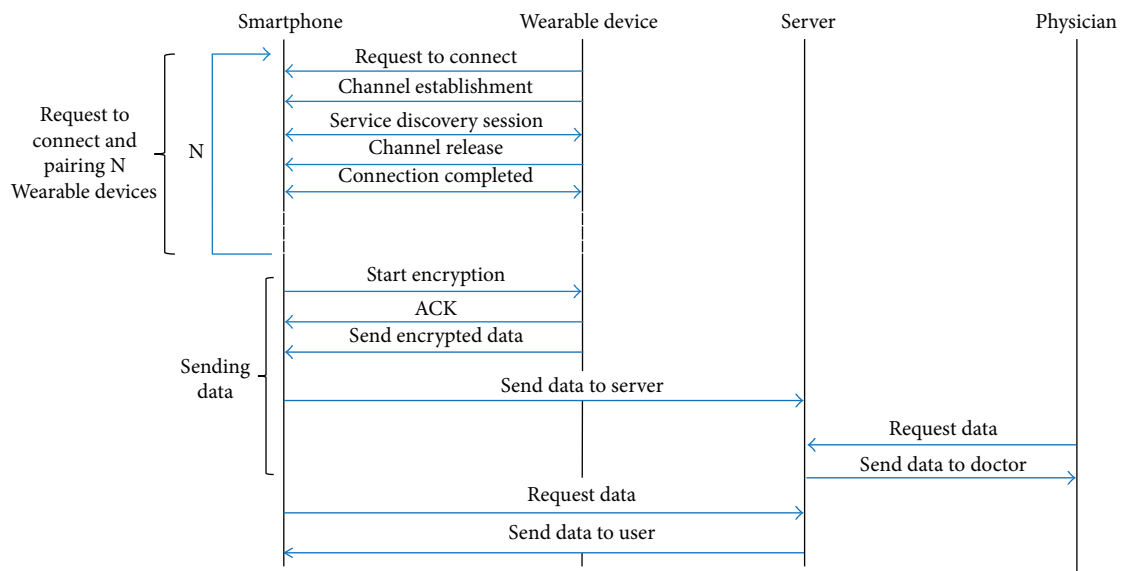 Smartphone
Wearable device
Server
Physician
Request to connect
Channel establishment
Service discovery session
Channel release
Connection completed
Request to
connect and
pairing N
Wearable devices
N
Start encryption
ACK
Send encrypted data
Sending
data
Send data to server
Request data
Send data to doctor
Request data
Send data to user